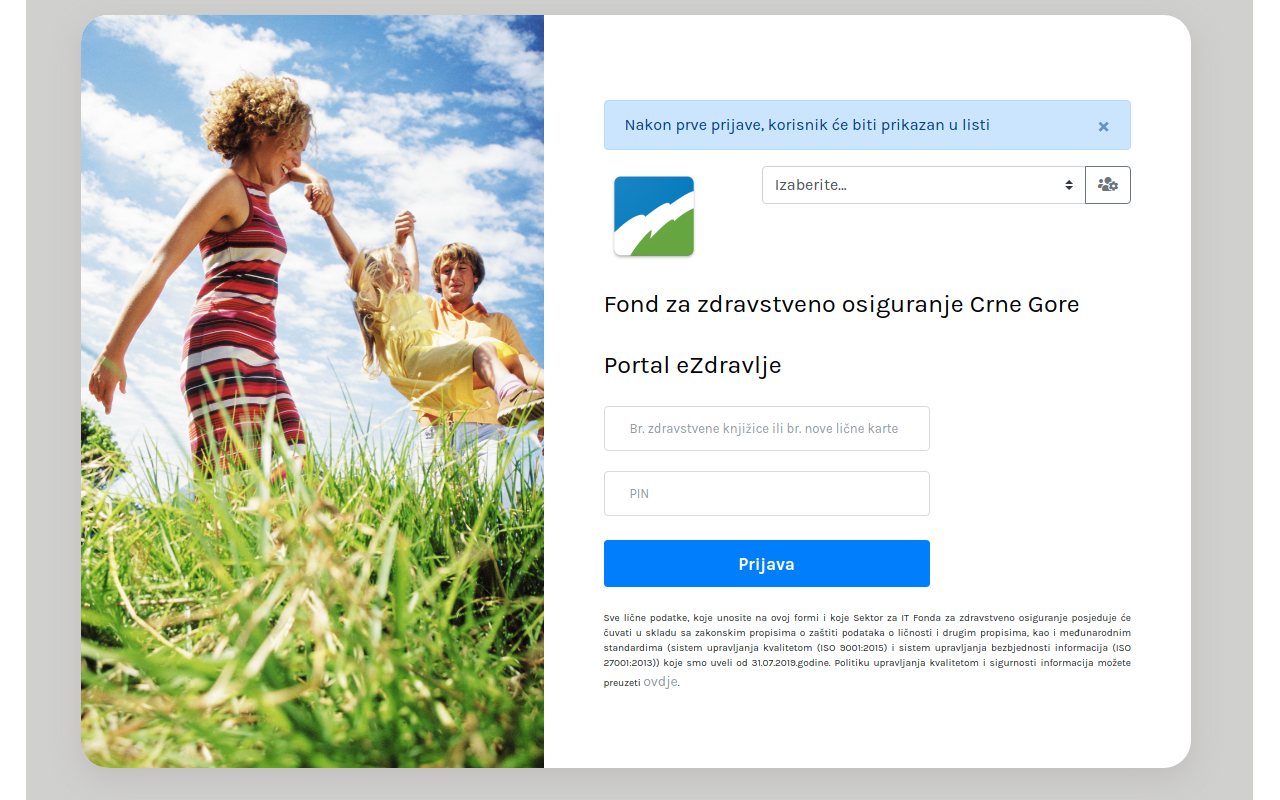 Nakon prve prijave, korisnik će biti prikazan u listi ×
Izaberite...
Fond za zdravstveno osiguranje Crne Gore
Portal eZdravlje
Br. zdravstvene knjižice ili br. nove lične karte
PIN
Prijava
Sve lične podatke, koje unosite na ovoj formi i koje Sektor za IT Fonda za zdravstveno osiguranje posjeduje će
čuvati u skladu sa zakonskim propisima o zaštiti podataka o ličnosti i drugim propisima, kao i međunarodnim
standardima (sistem upravljanja kvalitetom (ISO 9001:2015) i sistem upravljanja bezbjednosti informacija (ISO
27001:2013)) koje smo uveli od 31.07.2019.godine. Politiku upravljanja kvalitetom i sigurnosti informacija možete
preuzeti ovdje.